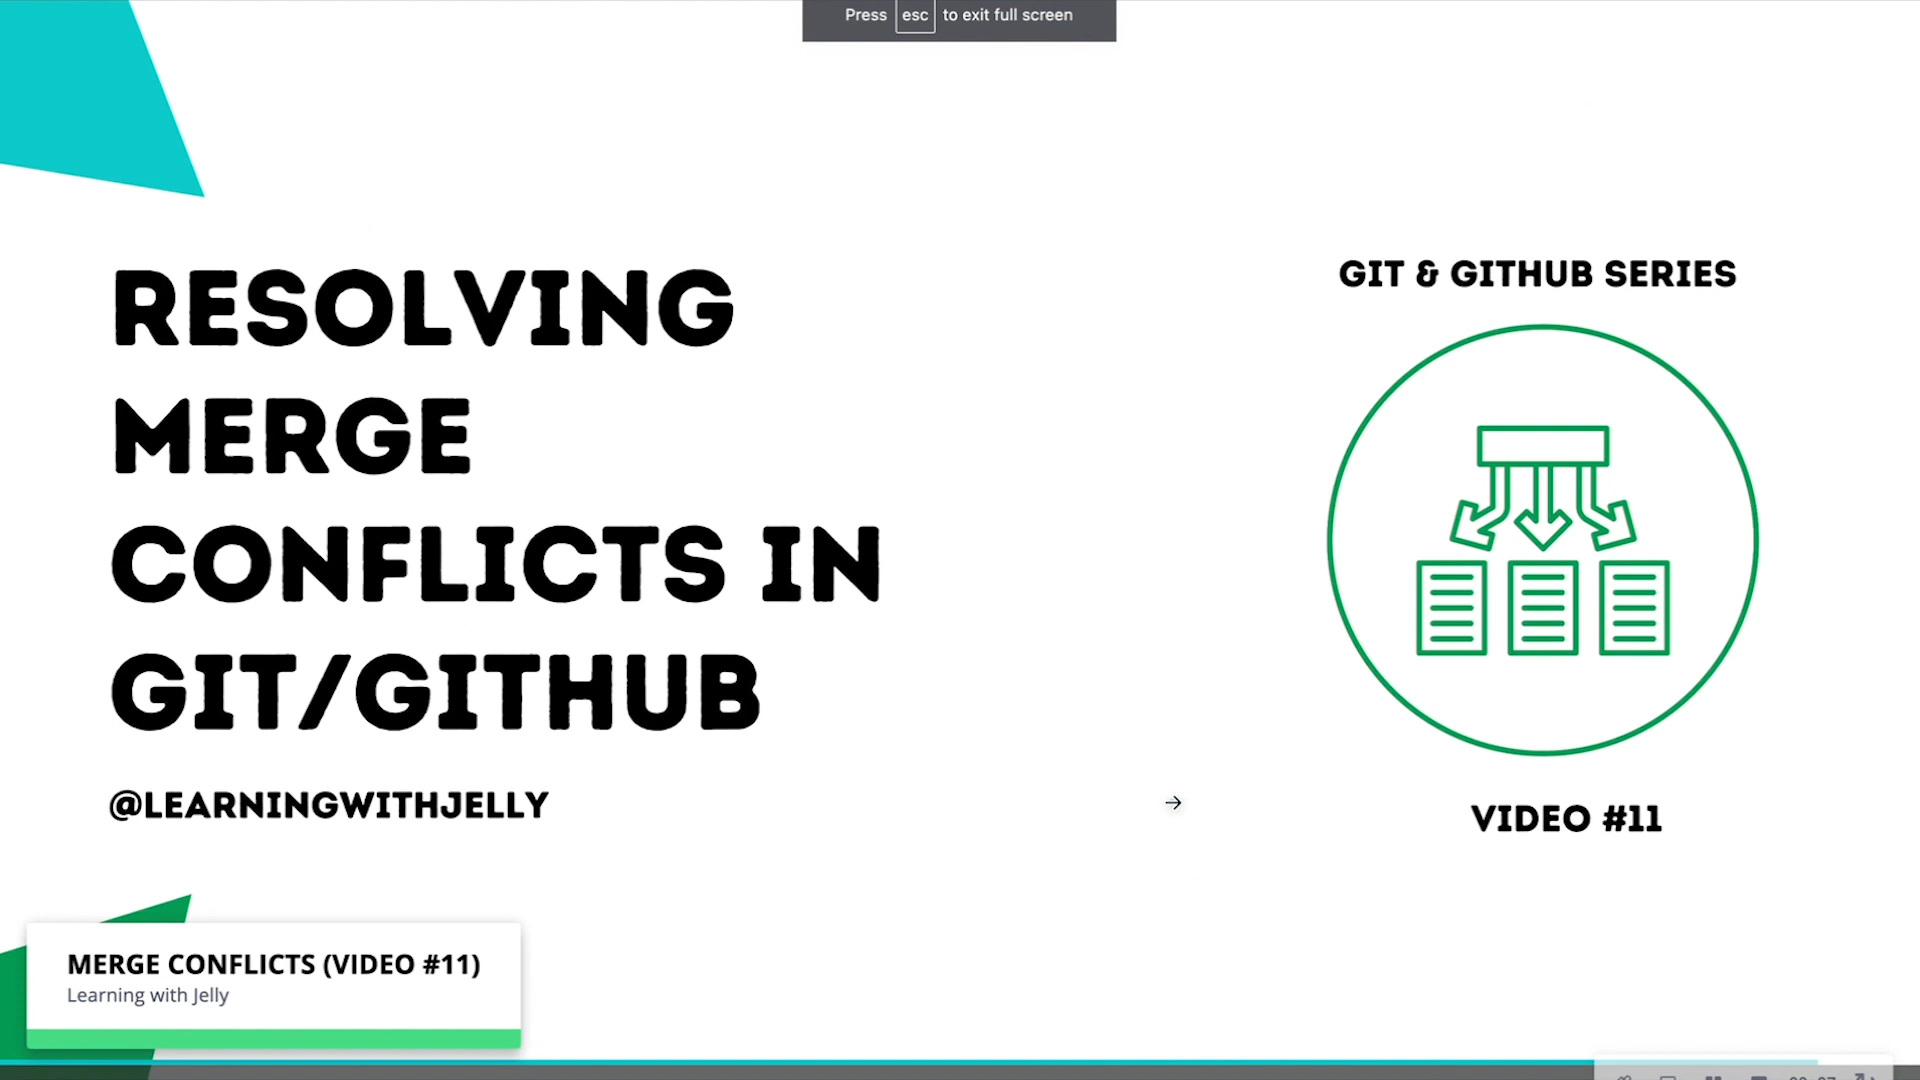 Press esc to exit full screen
RESOLVING
MERGE
CONFLICTS IN
GIT/GITHUB
@LEARNINGWITHJELLY
GIT & GITHUB SERIES
VIDEO #11
MERGE CONFLICTS (VIDEO #11)
Learning with Jelly